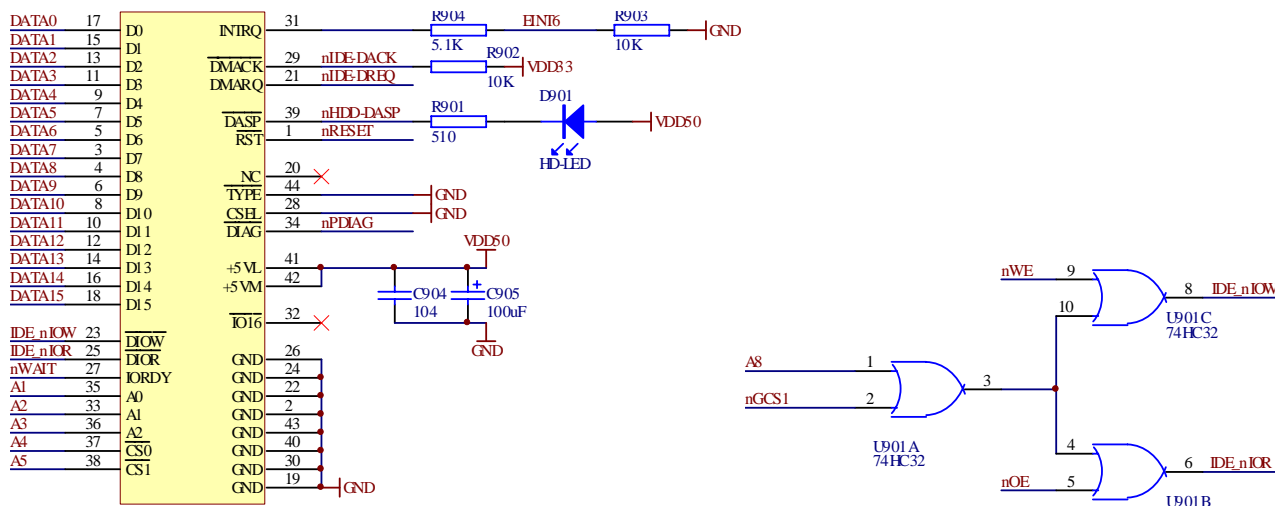 DATA0 17 D0 INTRQ 31 R904 5.1K EINT6 R903 10K GND
DATA1 15 D1
DATA2 13 D2 DMACK 29 nIDE-DACK R902 10K VDD33
DATA3 11 D3 DMARQ 21 nIDE-DREQ
DATA4 9 D4
DATA5 7 D5 DASP 39 nHDD-DASP R901 510 D901 HD-LED VDD50
DATA6 5 D6 RST 1 nRESET
DATA7 3 D7
DATA8 4 D8 NC 20
DATA9 6 D9 TYPE 44 GND
DATA10 8 D10 CSEL 28 GND
DATA11 10 D11 DIAG 34 nPDIAG
DATA12 12 D12
DATA13 14 D13 +5VL 41 VDD50
DATA14 16 D14 +5VM 42 C904 104 C905 100uF + GND
DATA15 18 D15
IO16 32
IDE_nIOW 23 DIOW
IDE_nIOR 25 DIOR GND 26
nWAIT 27 IORDY GND 24
A1 35 A0 GND 22
A2 33 A1 GND 2
A3 36 A2 GND 43
A4 37 CS0 GND 40
A5 38 CS1 GND 30
GND 19 GND
nWE 9 8 IDE_nIOW
10
U901C
74HC32
A8 1 3
nGCS1 2
U901A
74HC32
4 6 IDE_nIOR
nOE 5
U901B